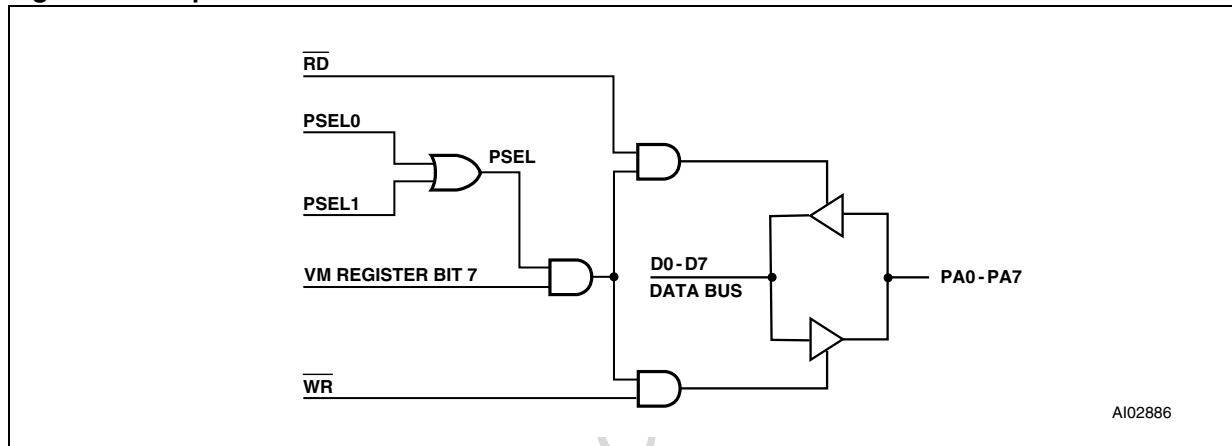 RD
PSEL0
PSEL
PSEL1
VM REGISTER BIT 7
D0-D7
DATA BUS
PA0-PA7
WR
AI02886